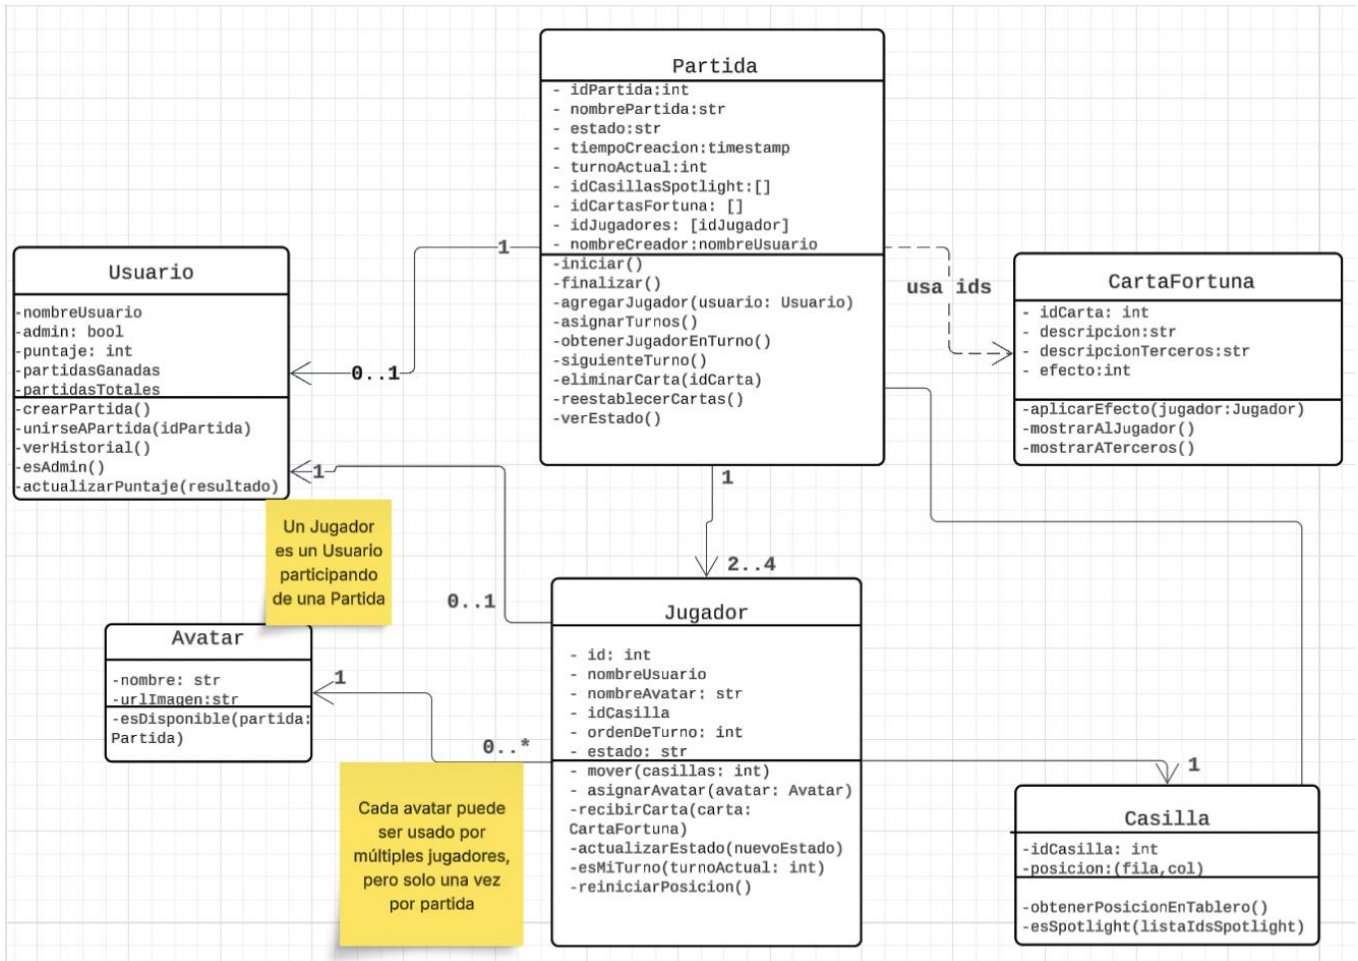 Partida
- idPartida:int
- nombrePartida:str
- estado:str
- tiempoCreacion:timestamp
- turnoActual:int
- idCasillasSpotlight:[]
- idCartasFortuna: []
- idJugadores: [idJugador]
- nombreCreador:nombreUsuario
-iniciar()
-finalizar()
-agregarJugador(usuario: Usuario)
-asignarTurnos()
-obtenerJugadorEnTurno()
-siguienteTurno()
-eliminarCarta(idCarta)
-reestablecerCartas()
-verEstado()
1
0..1
Usuario
-nombreUsuario
-admin: bool
-puntaje: int
-partidasGanadas
-partidasTotales
-crearPartida()
-unirseAPartida(idPartida)
-verHistorial()
-esAdmin()
-actualizarPuntaje(resultado)
usa ids
CartaFortuna
- idCarta: int
- descripcion:str
- descripcionTerceros:str
- efecto:int
-aplicarEfecto(jugador:Jugador)
-mostrarAlJugador()
-mostrarATerceros()
1
1
2..4
0..1
Un Jugador
es un Usuario
participando
de una Partida
Avatar
-nombre: str
-urlImagen:str
-esDisponible(partida:
Partida)
1
0..*
Jugador
- id: int
- nombreUsuario
- nombreAvatar: str
- idCasilla
- ordenDeTurno: int
- estado: str
- mover(casillas: int)
- asignarAvatar(avatar: Avatar)
-recibirCarta(carta:
CartaFortuna)
-actualizarEstado(nuevoEstado)
-esMiTurno(turnoActual: int)
-reiniciarPosicion()
Cada avatar puede
ser usado por
múltiples jugadores,
pero solo una vez
por partida
1
Casilla
-idCasilla: int
-posicion:(fila,col)
-obtenerPosicionEnTablero()
-esSpotlight(listaIdsSpotlight)